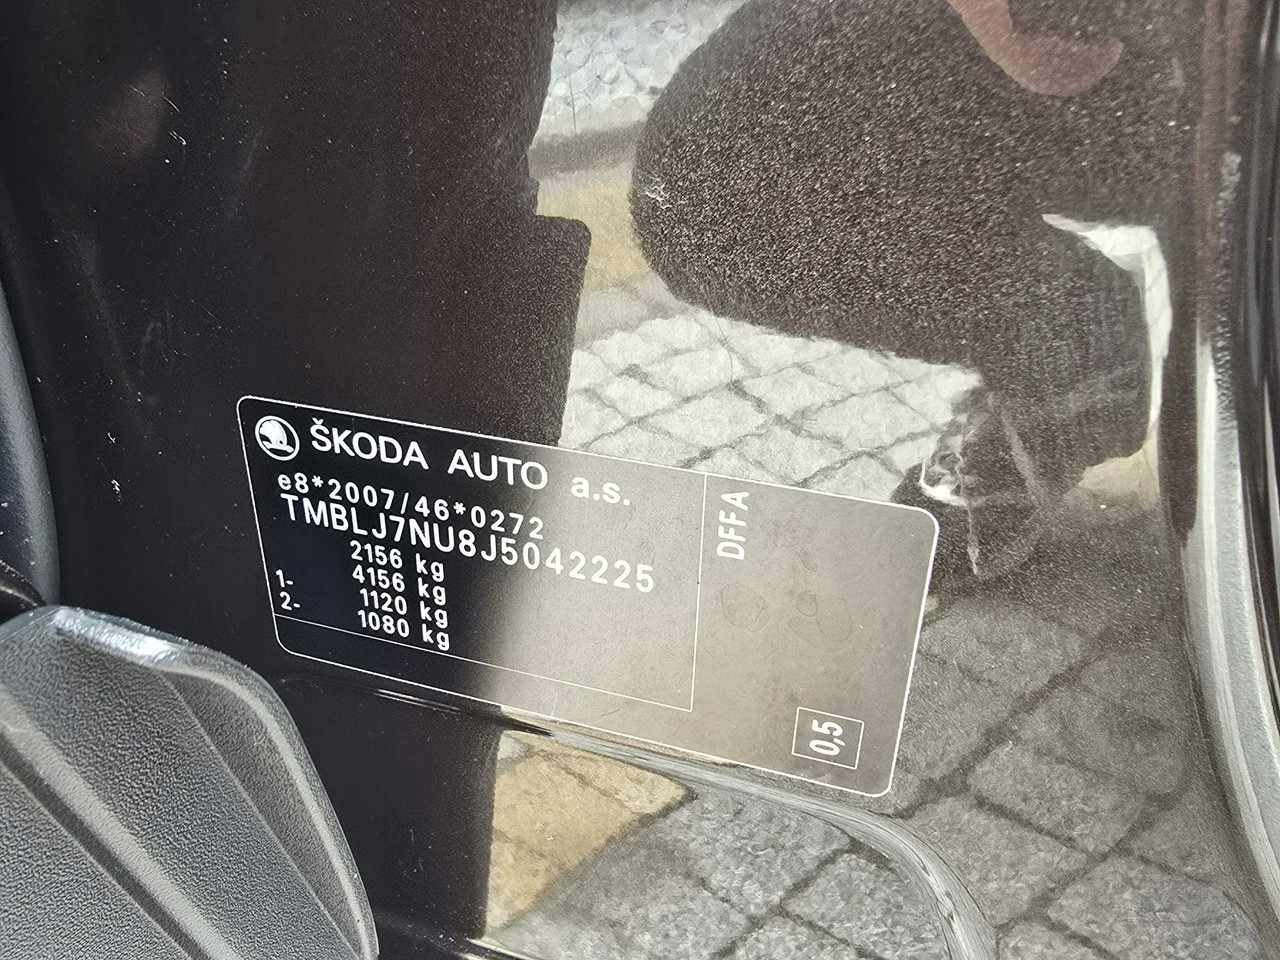 ŠKODA AUTO a.s.
e8*2007/46*0272
TMBLJ7NU8J5042225
2156 kg
4156 kg
1- 1120 kg
2- 1080 kg
DFFA
0,5